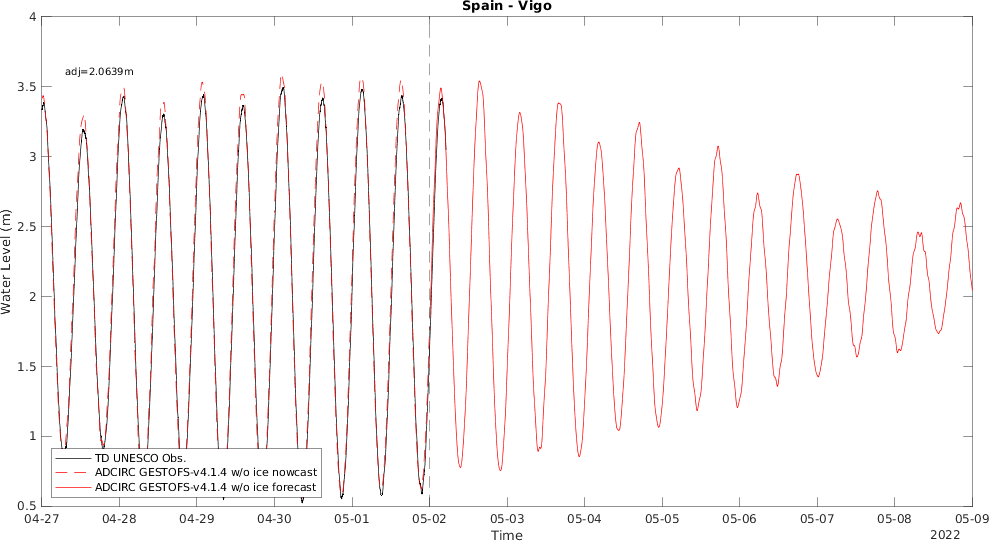 Spain - Vigo
adj=2.0639m
4
3.5
3
2.5
2
1.5
1
0.5
Water Level (m)
TD UNESCO Obs.
ADCIRC GESTOFS-v4.1.4 w/o ice nowcast
ADCIRC GESTOFS-v4.1.4 w/o ice forecast
04-27 04-28 04-29 04-30 05-01 05-02 05-03 05-04 05-05 05-06 05-07 05-08 05-09
Time
2022